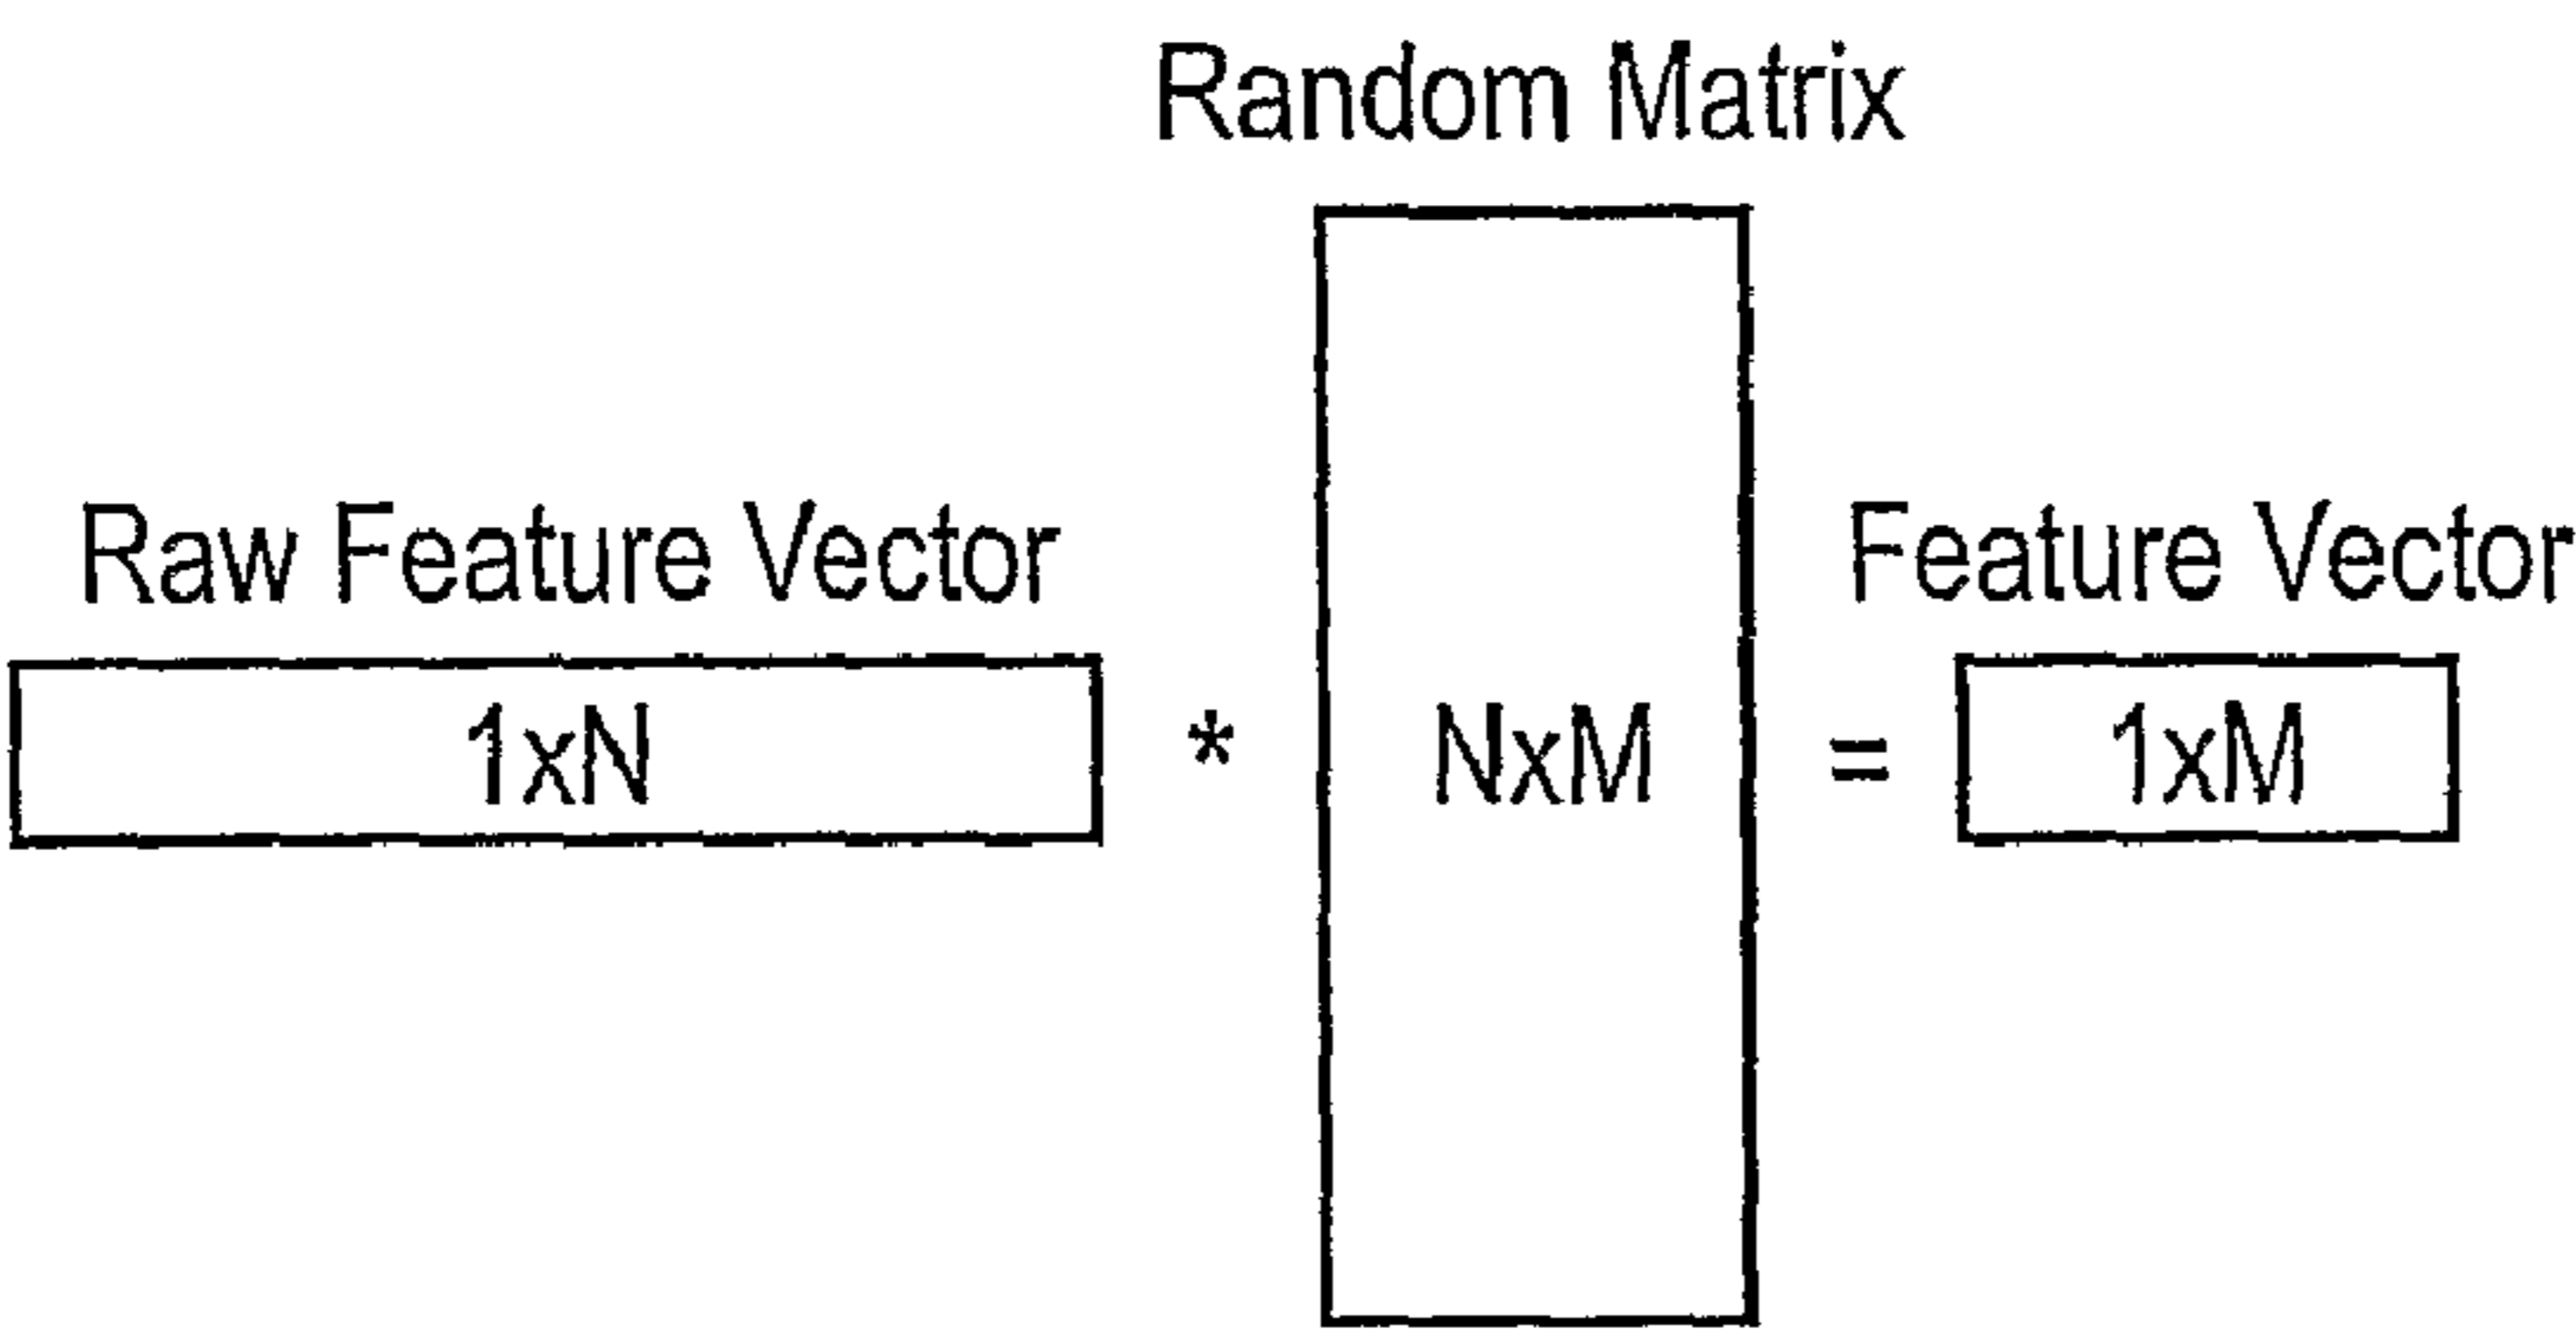 Random Matrix
Raw Feature Vector
Feature Vector
1xN * NxM = 1xM